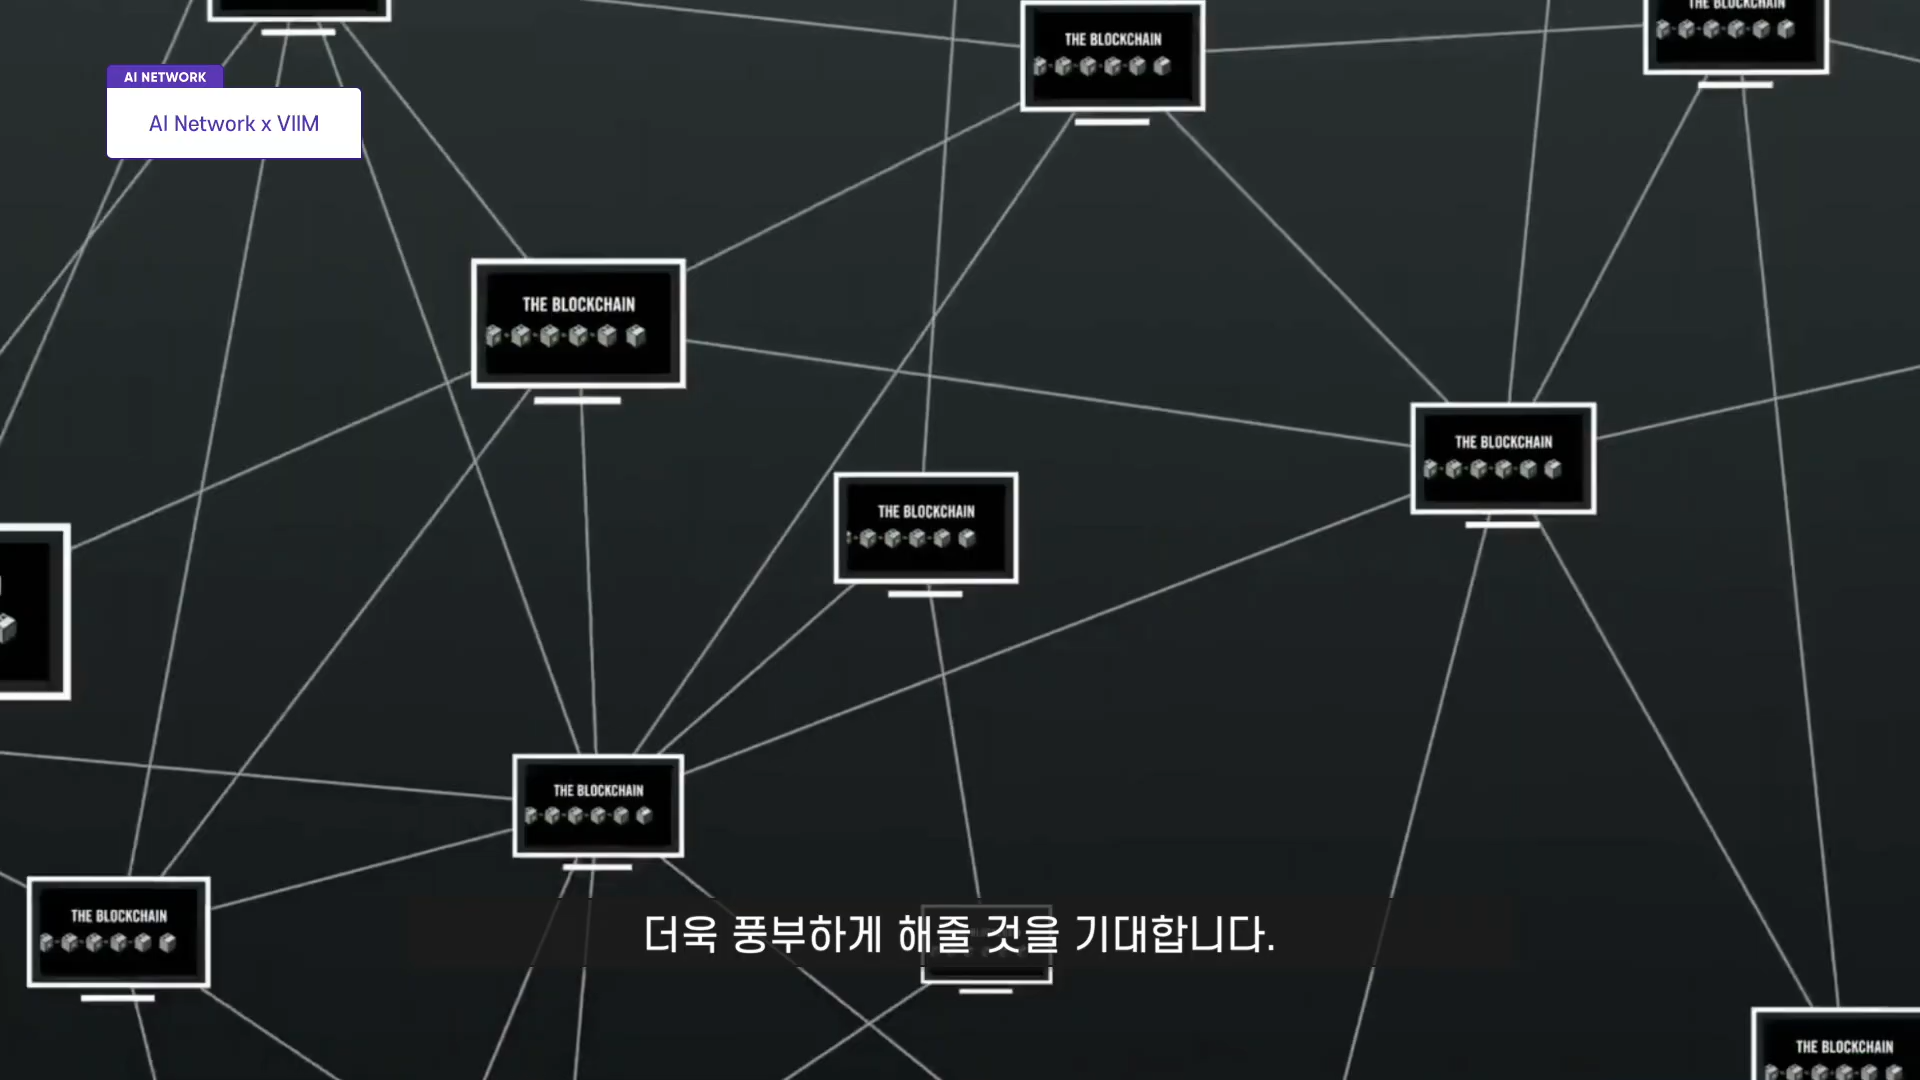 THE BLOCKCHAIN
THE BLOCKCHAIN
AI NETWORK
AI Network x VIIM
THE BLOCKCHAIN
THE BLOCKCHAIN
THE BLOCKCHAIN
THE BLOCKCHAIN
THE BLOCKCHAIN
더욱 풍부하게 해줄 것을 기대합니다.
THE BLOCKCHAIN